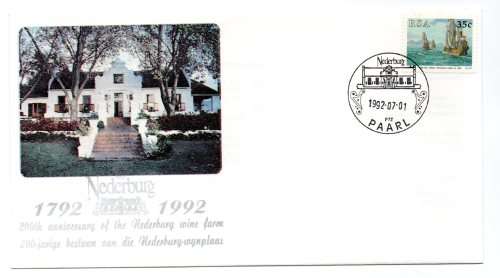 RSA 35c
Nederburg
1992-07-01
PAARL
Nederburg
1792 1992
200th anniversary of the Nederburg wine farm
200-jarige bestaan van die Nederburg-wynplaas